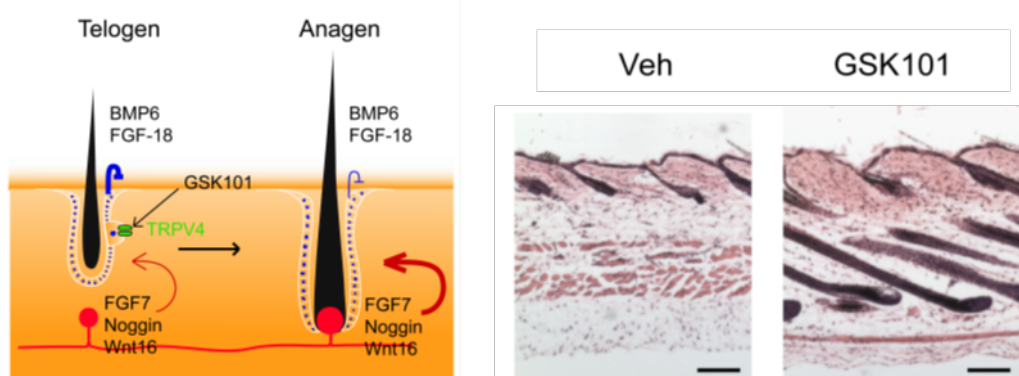 Telogen
Anagen
BMP6
FGF-18
BMP6
FGF-18
GSK101
TRPV4
FGF7
Noggin
Wnt16
FGF7
Noggin
Wnt16
Veh
GSK101